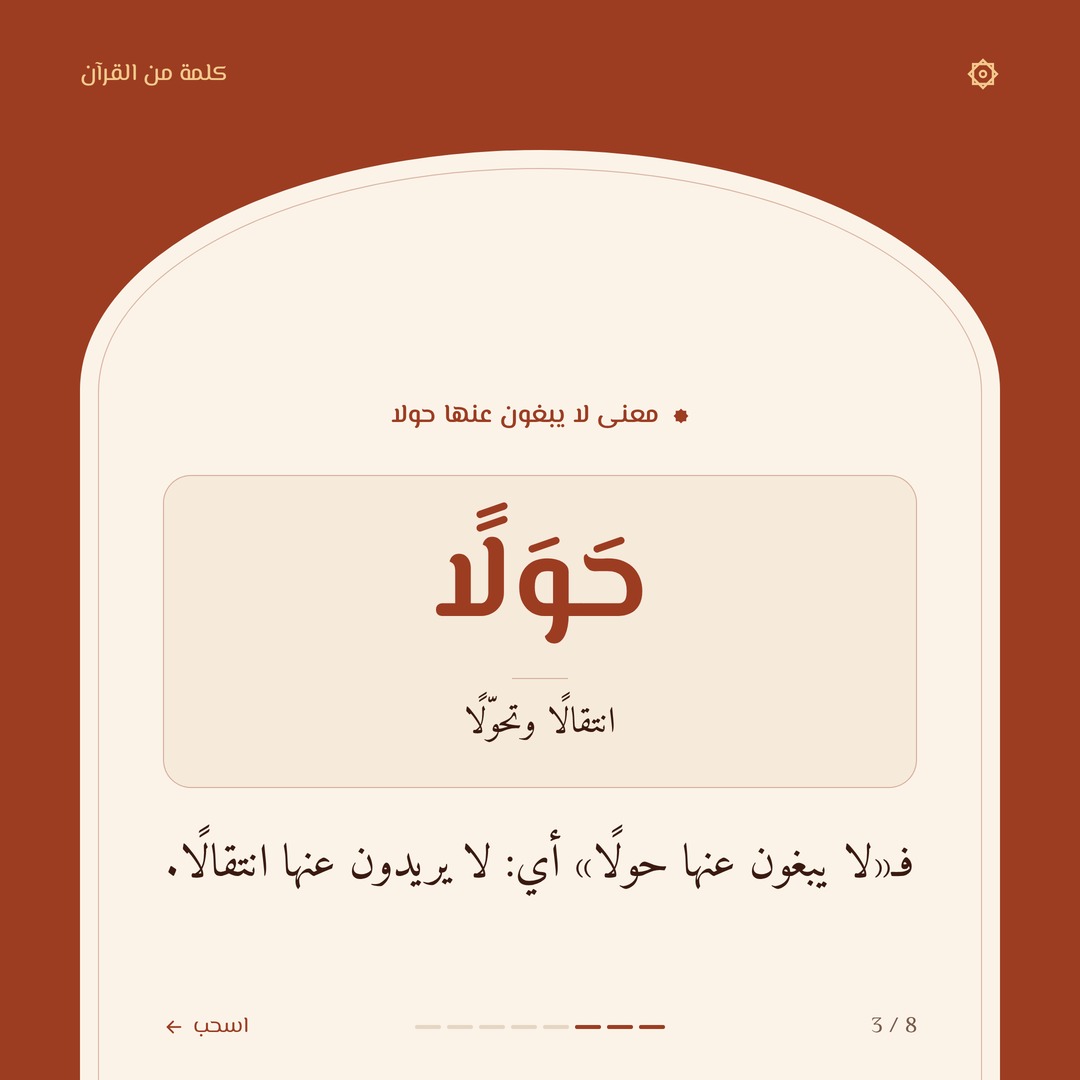 كلمة من القرآن
معنى لا يبغون عنها حولا
حَوَلًا
انتقالًا وتحوّلًا
فـ«لا يبغون عنها حولًا» أي: لا يريدون عنها انتقالًا.
3 / 8
اسحب ←